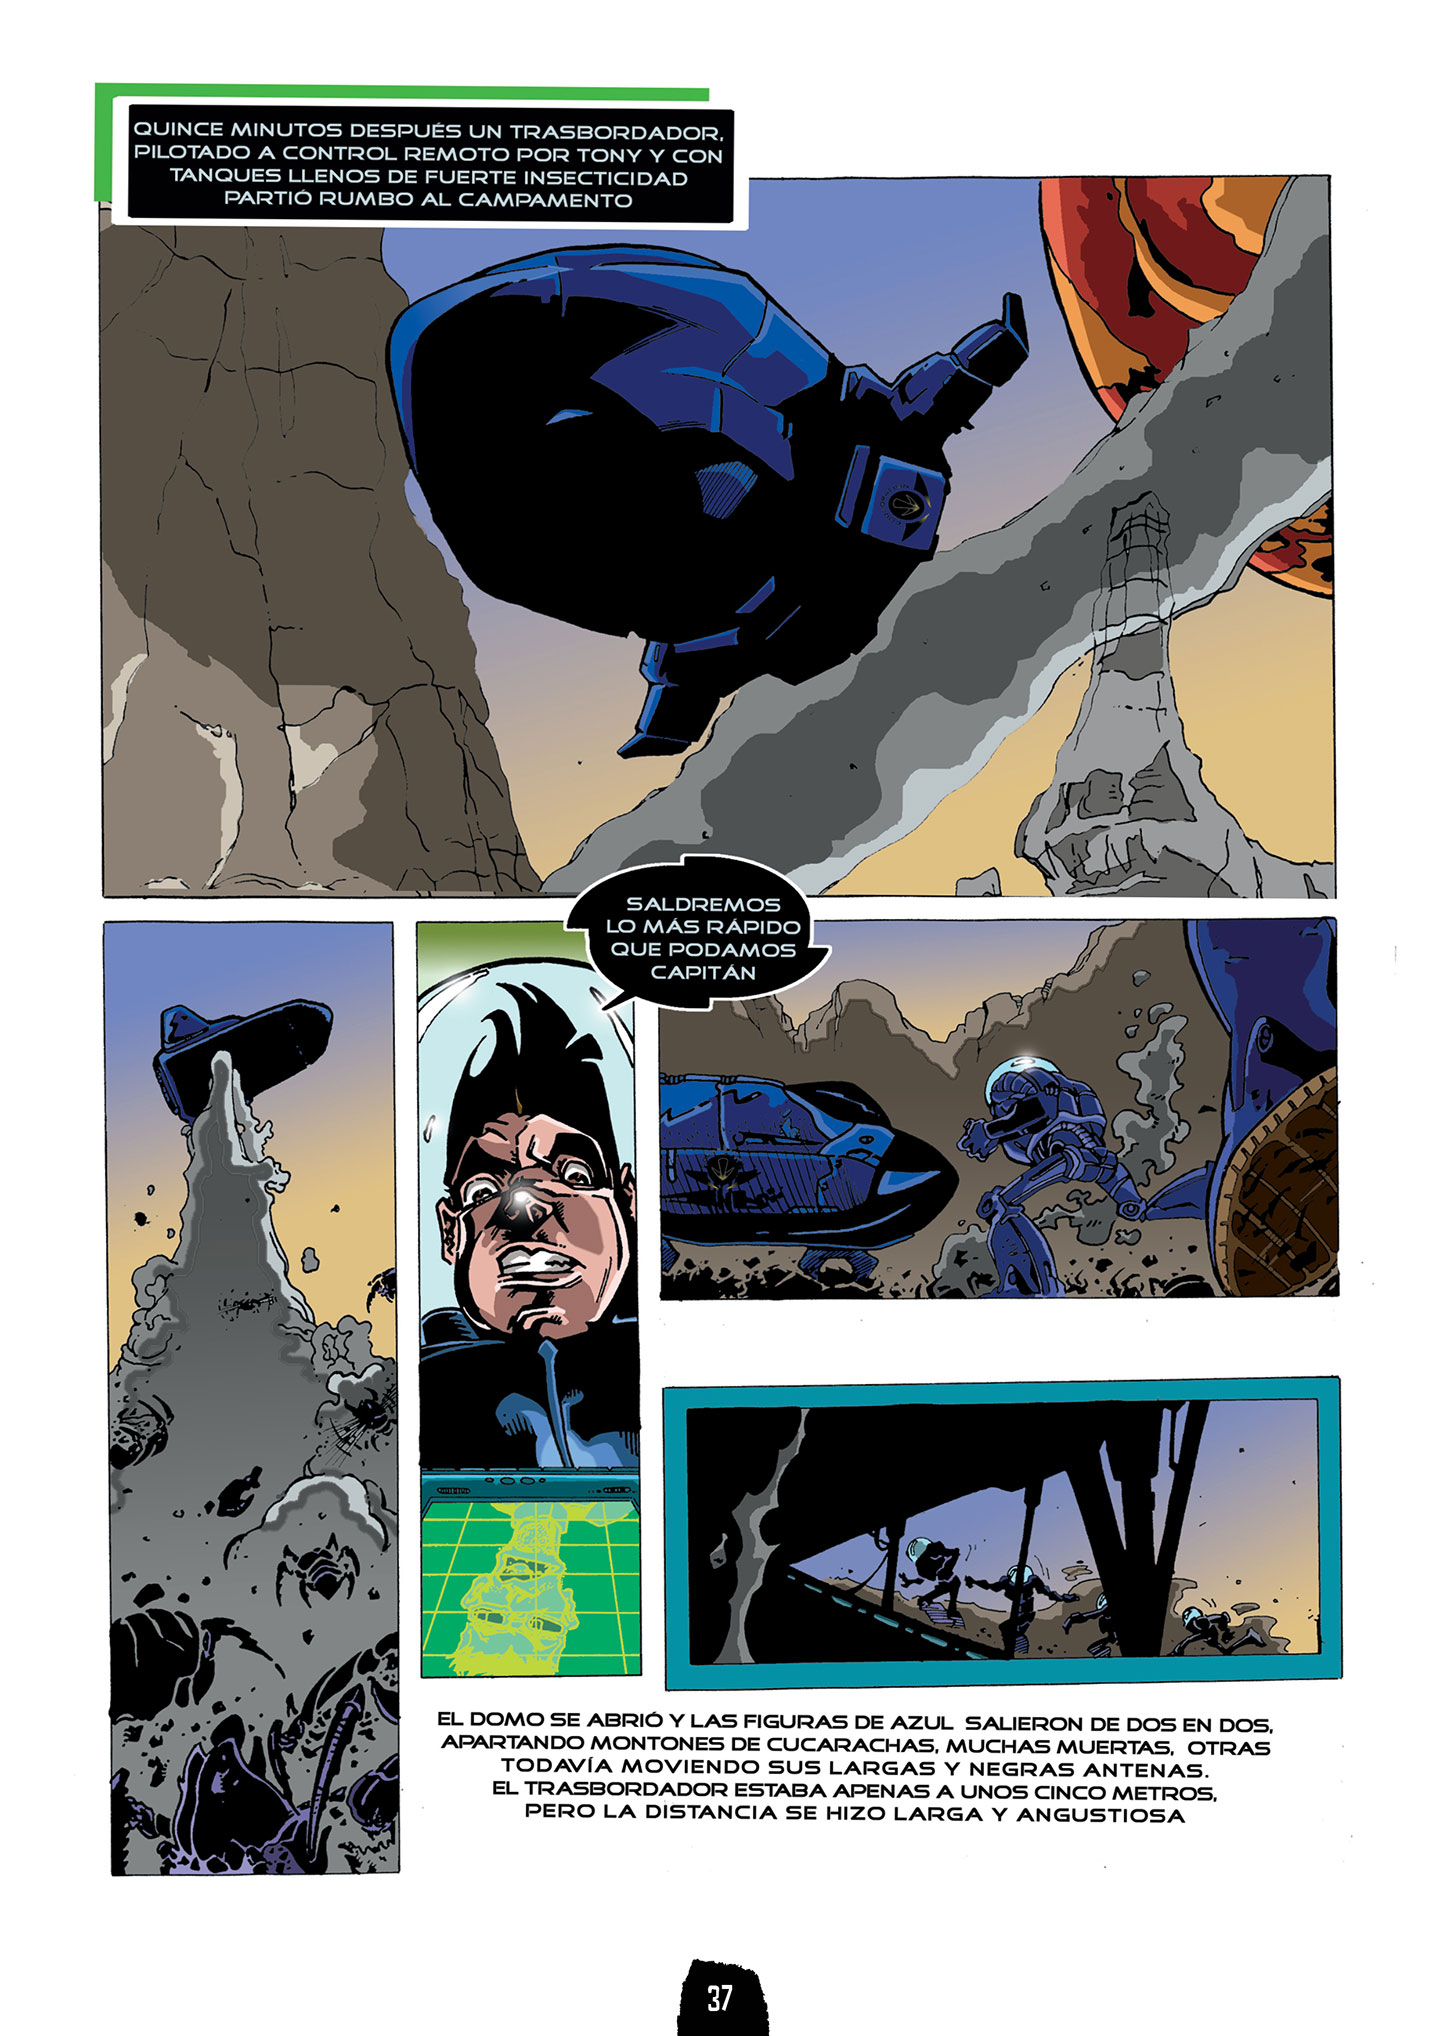 QUINCE MINUTOS DESPUÉS UN TRASBORDADOR,
PILOTADO A CONTROL REMOTO POR TONY Y CON
TANQUES LLENOS DE FUERTE INSECTICIDAD
PARTIÓ RUMBO AL CAMPAMENTO
SALDREMOS
LO MÁS RÁPIDO
QUE PODAMOS
CAPITÁN
EL DOMO SE ABRIÓ Y LAS FIGURAS DE AZUL SALIERON DE DOS EN DOS,
APARTANDO MONTONES DE CUCARACHAS, MUCHAS MUERTAS, OTRAS
TODAVÍA MOVIENDO SUS LARGAS Y NEGRAS ANTENAS.
EL TRASBORDADOR ESTABA APENAS A UNOS CINCO METROS,
PERO LA DISTANCIA SE HIZO LARGA Y ANGUSTIOSA
37